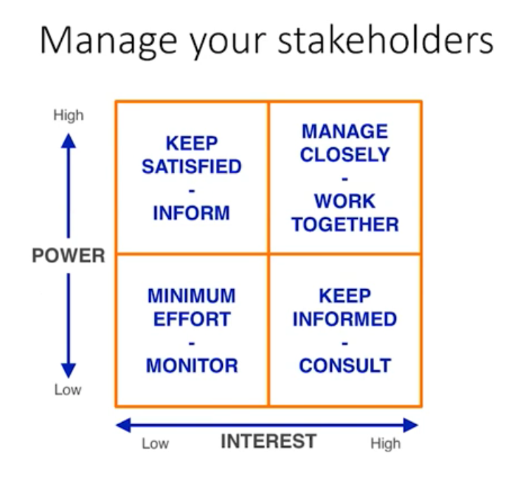 Manage your stakeholders
High
KEEP
SATISFIED
-
INFORM
MANAGE
CLOSELY
-
WORK
TOGETHER
POWER
MINIMUM
EFFORT
-
MONITOR
KEEP
INFORMED
-
CONSULT
Low
Low
INTEREST
High